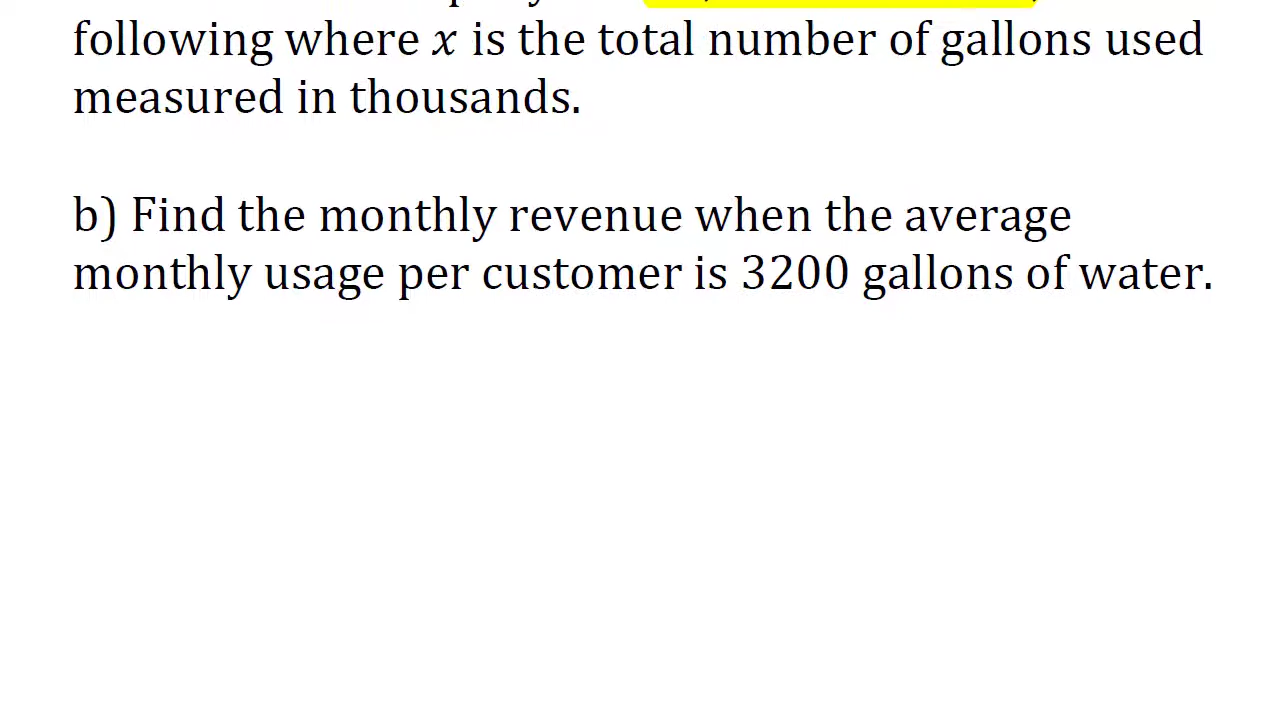 following where x is the total number of gallons used
measured in thousands.
b) Find the monthly revenue when the average
monthly usage per customer is 3200 gallons of water.